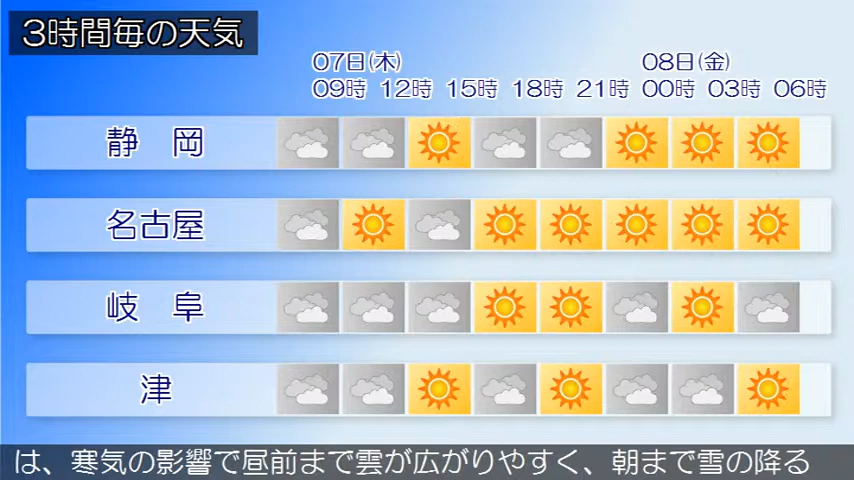 3時間毎の天気
07日(木) 08日(金)
09時 12時 15時 18時 21時 00時 03時 06時
静　岡
名古屋
岐　阜
津
は、寒気の影響で昼前まで雲が広がりやすく、朝まで雪の降る